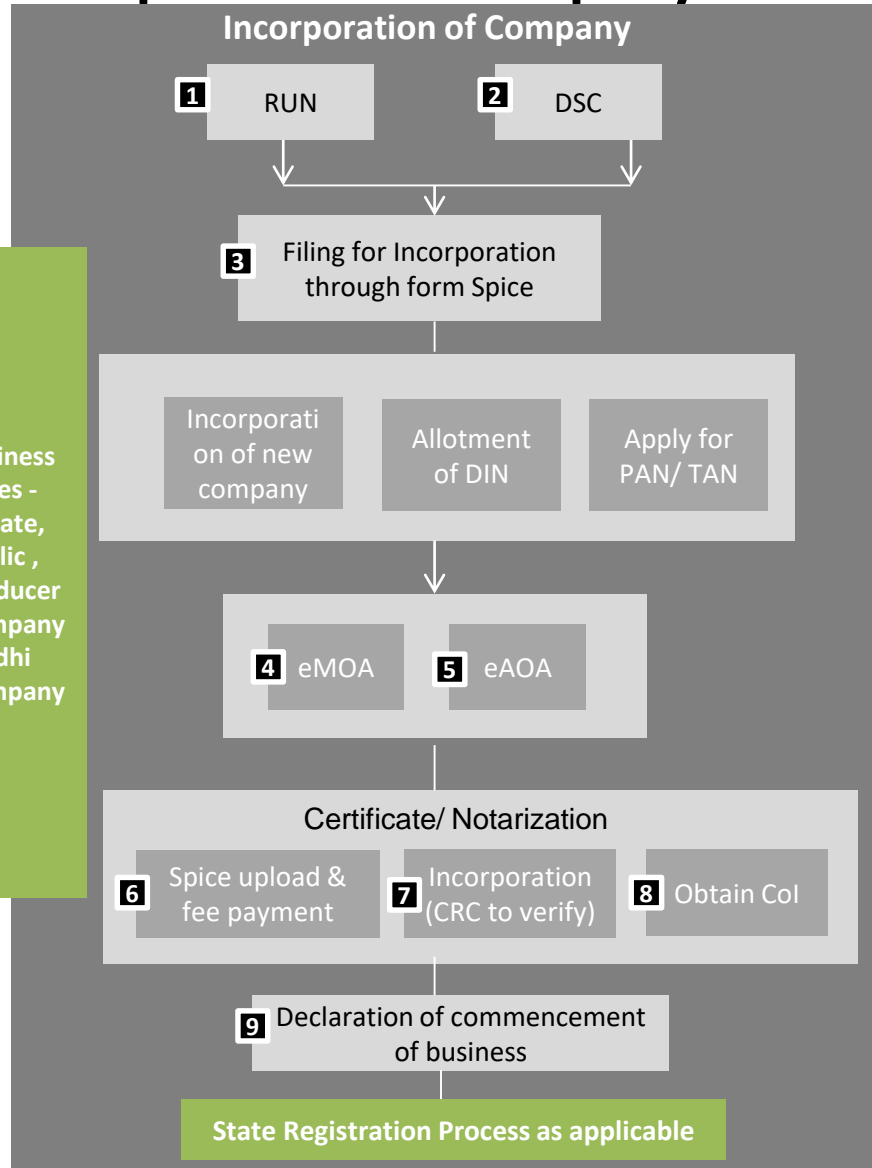 Incorporation of Company
1 RUN
2 DSC
3 Filing for Incorporation
through form Spice
Incorporati
on of new
company
Allotment
of DIN
Apply for
PAN/ TAN
4 eMOA
5 eAOA
Certificate/ Notarization
6 Spice upload &
fee payment
7 Incorporation
(CRC to verify)
8 Obtain CoI
9 Declaration of commencement
of business
State Registration Process as applicable